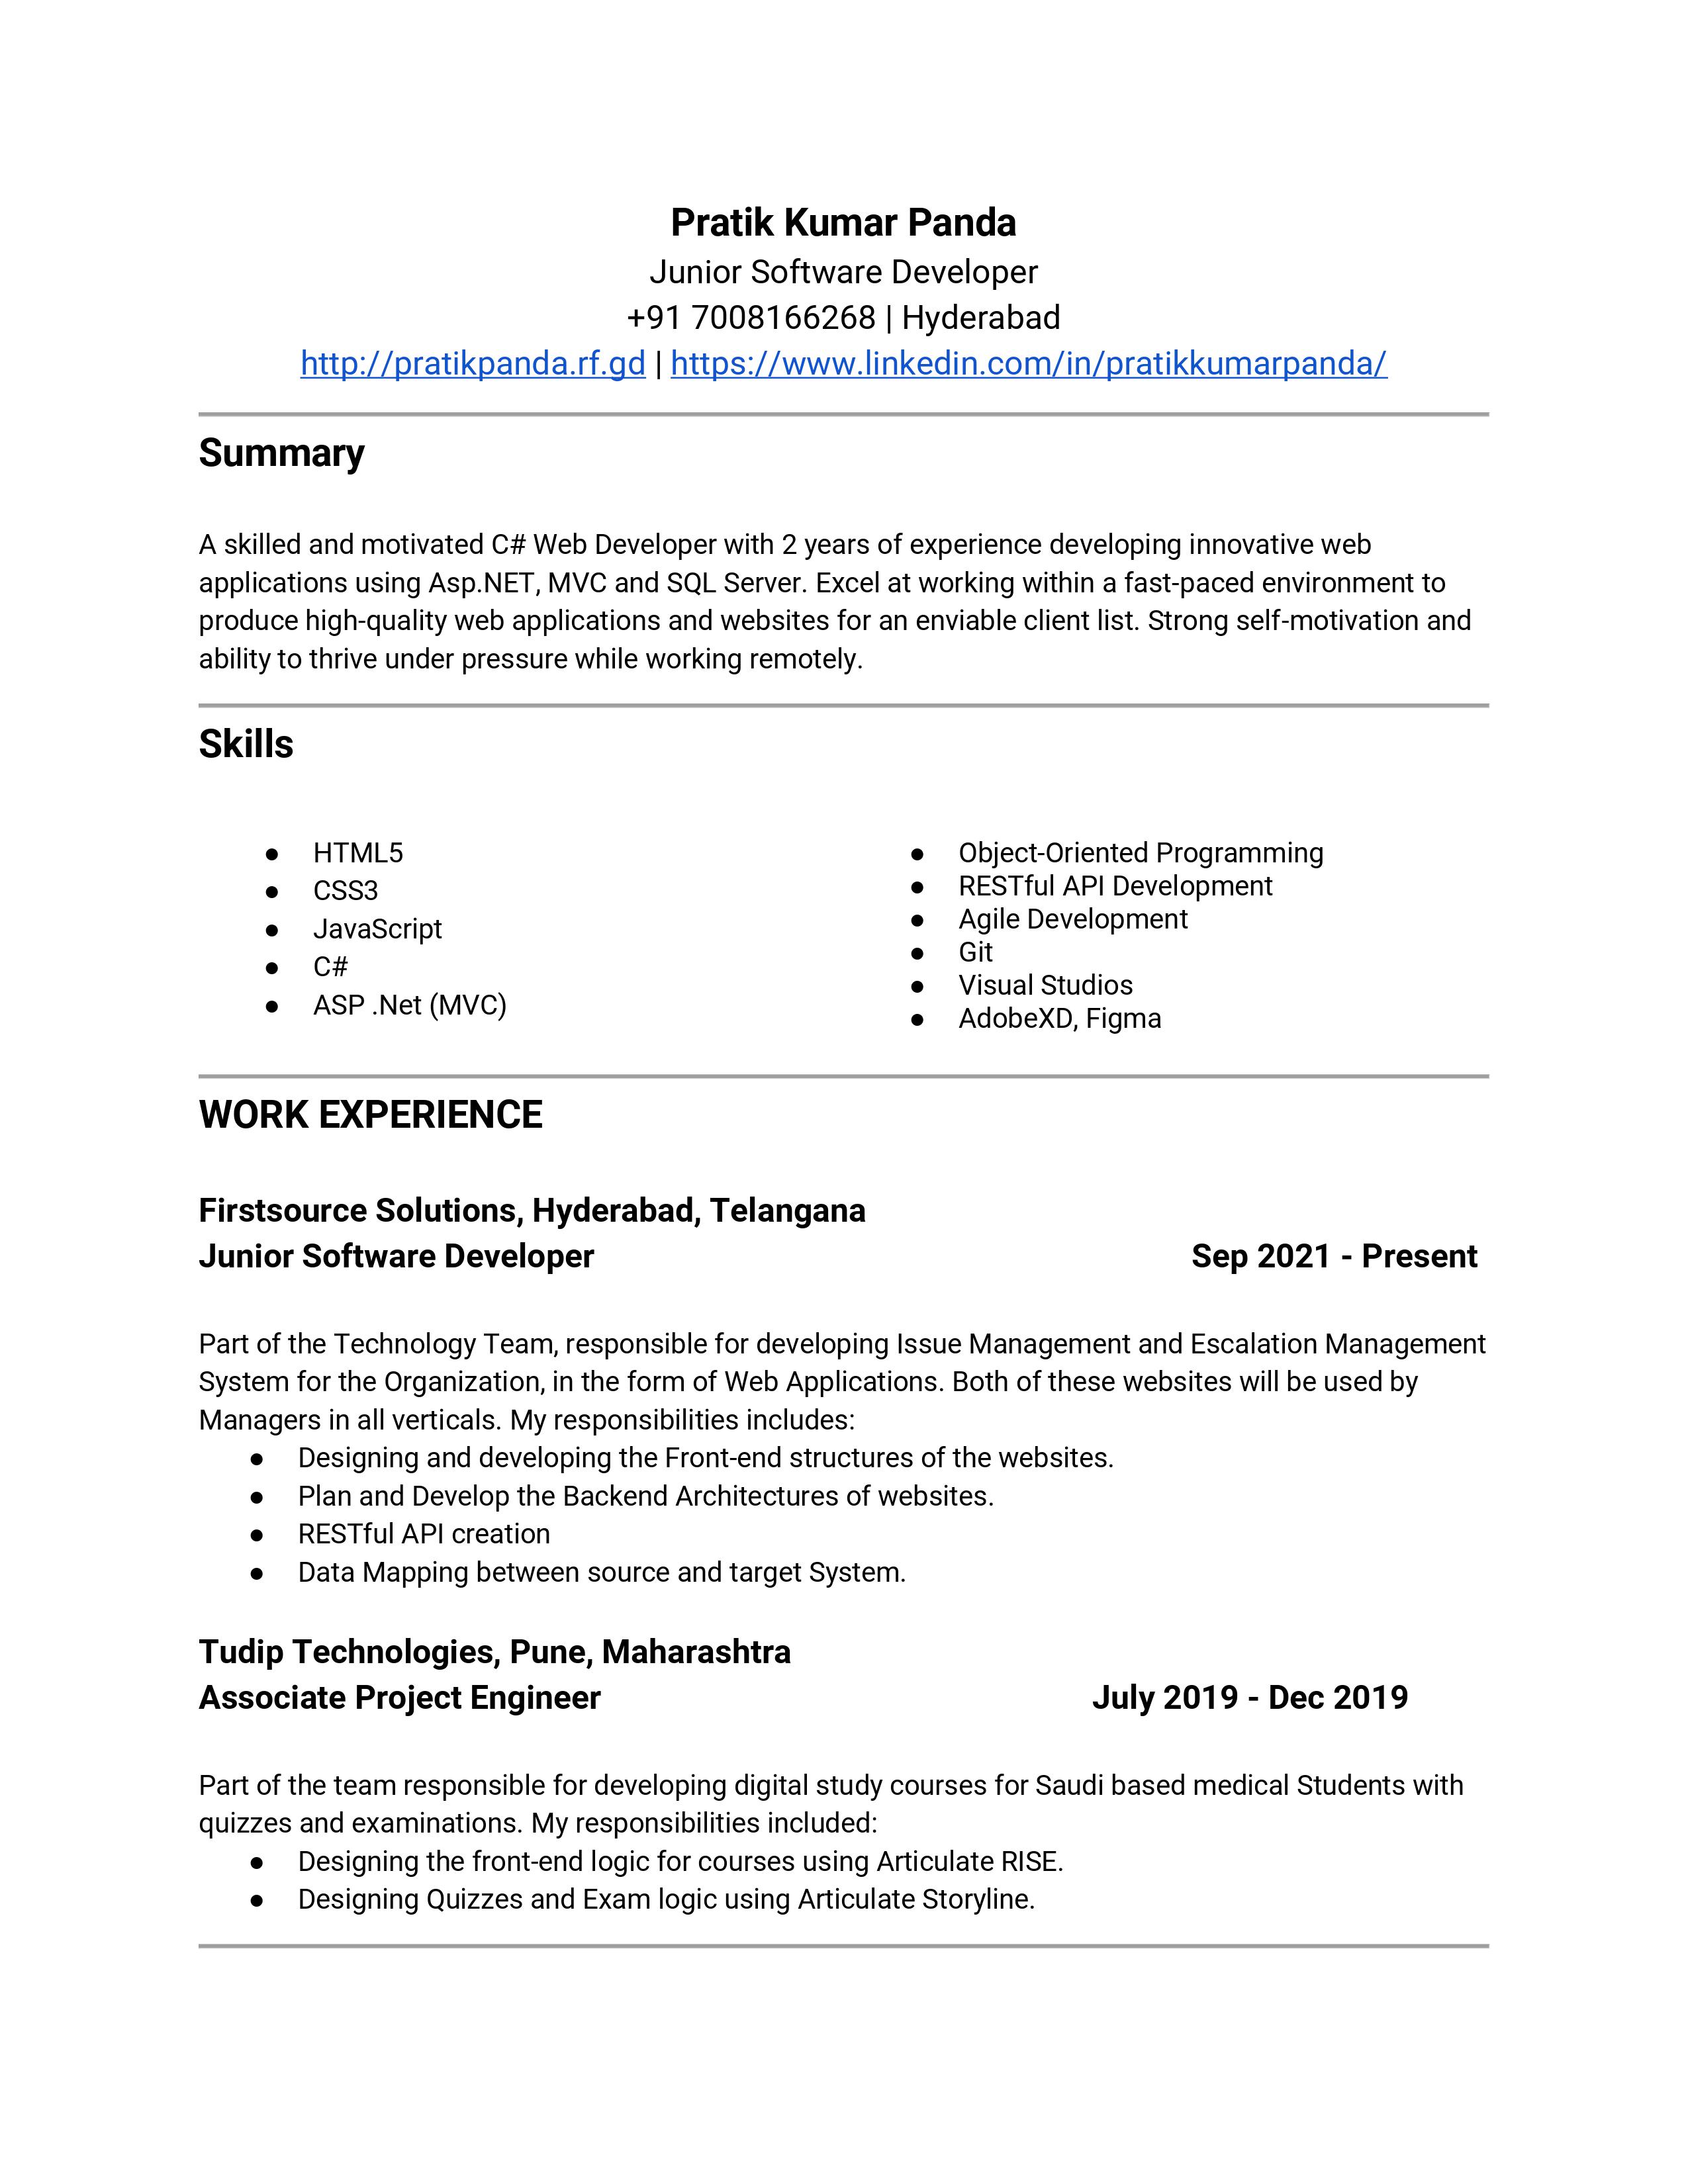 Pratik Kumar Panda
Junior Software Developer
+91 7008166268 | Hyderabad
http://pratikpanda.rf.gd | https://www.linkedin.com/in/pratikkumarpanda/
Summary
A skilled and motivated C# Web Developer with 2 years of experience developing innovative web
applications using Asp.NET, MVC and SQL Server. Excel at working within a fast-paced environment to
produce high-quality web applications and websites for an enviable client list. Strong self-motivation and
ability to thrive under pressure while working remotely.
Skills
● HTML5
● CSS3
● JavaScript
● C#
● ASP .Net (MVC)
● Object-Oriented Programming
● RESTful API Development
● Agile Development
● Git
● Visual Studios
● AdobeXD, Figma
WORK EXPERIENCE
Firstsource Solutions, Hyderabad, Telangana
Junior Software Developer Sep 2021 - Present
Part of the Technology Team, responsible for developing Issue Management and Escalation Management
System for the Organization, in the form of Web Applications. Both of these websites will be used by
Managers in all verticals. My responsibilities includes:
● Designing and developing the Front-end structures of the websites.
● Plan and Develop the Backend Architectures of websites.
● RESTful API creation
● Data Mapping between source and target System.
Tudip Technologies, Pune, Maharashtra
Associate Project Engineer July 2019 - Dec 2019
Part of the team responsible for developing digital study courses for Saudi based medical Students with
quizzes and examinations. My responsibilities included:
● Designing the front-end logic for courses using Articulate RISE.
● Designing Quizzes and Exam logic using Articulate Storyline.